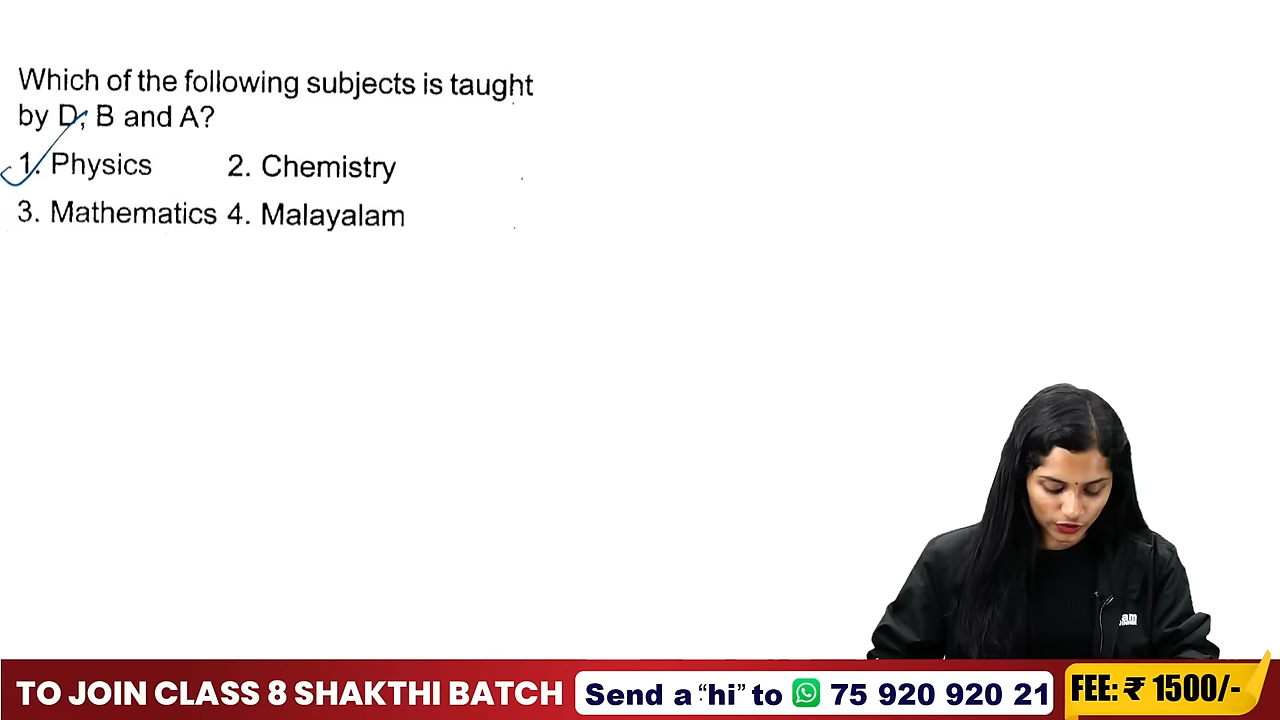 Which of the following subjects is taught
by D, B and A?
1. Physics 2. Chemistry
3. Mathematics 4. Malayalam
TO JOIN CLASS 8 SHAKTHI BATCH Send a “hi” to 75 920 920 21 FEE: ₹ 1500/-